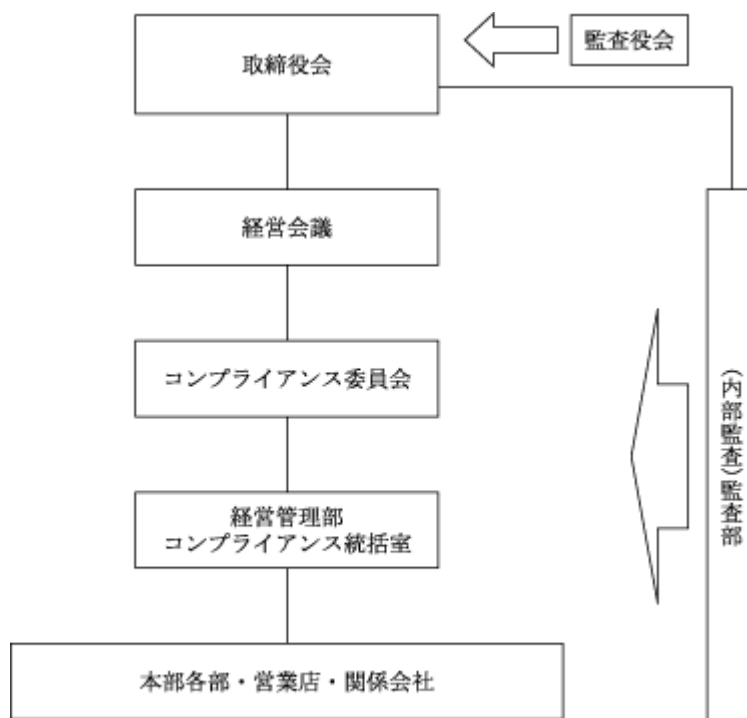 取締役会
監査役会
経営会議
コンプライアンス委員会
経営管理部
コンプライアンス統括室
本部各部・営業店・関係会社
(内部監査)監査部